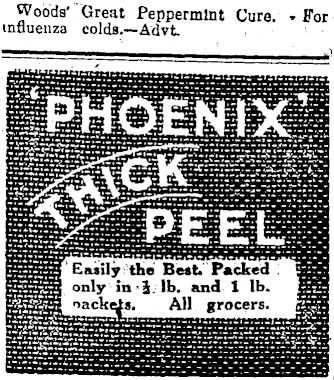 Woods' Great Peppermint Cure. - For
influenza colds.—Advt.
'PHOENIX'
THICK
PEEL
Easily the Best. Packed
only in ½ lb. and 1 lb.
packets. All grocers.